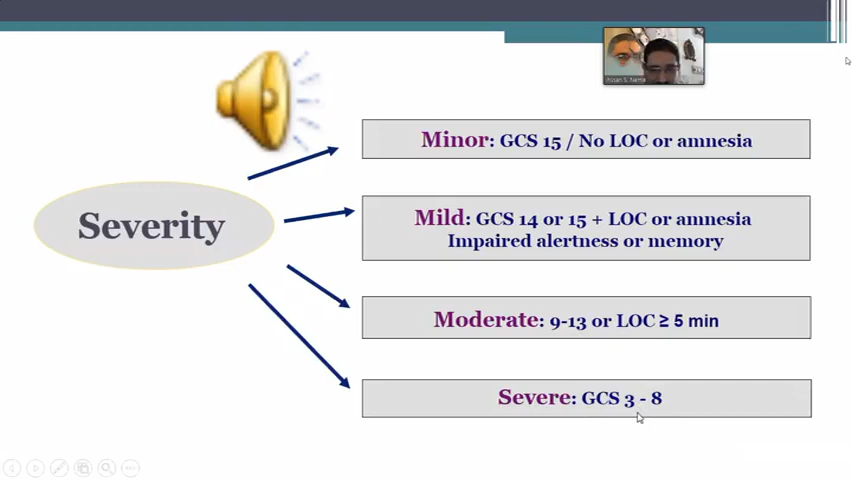 Severity
Minor: GCS 15 / No LOC or amnesia
Mild: GCS 14 or 15 + LOC or amnesia
Impaired alertness or memory
Moderate: 9-13 or LOC ≥ 5 min
Severe: GCS 3 - 8